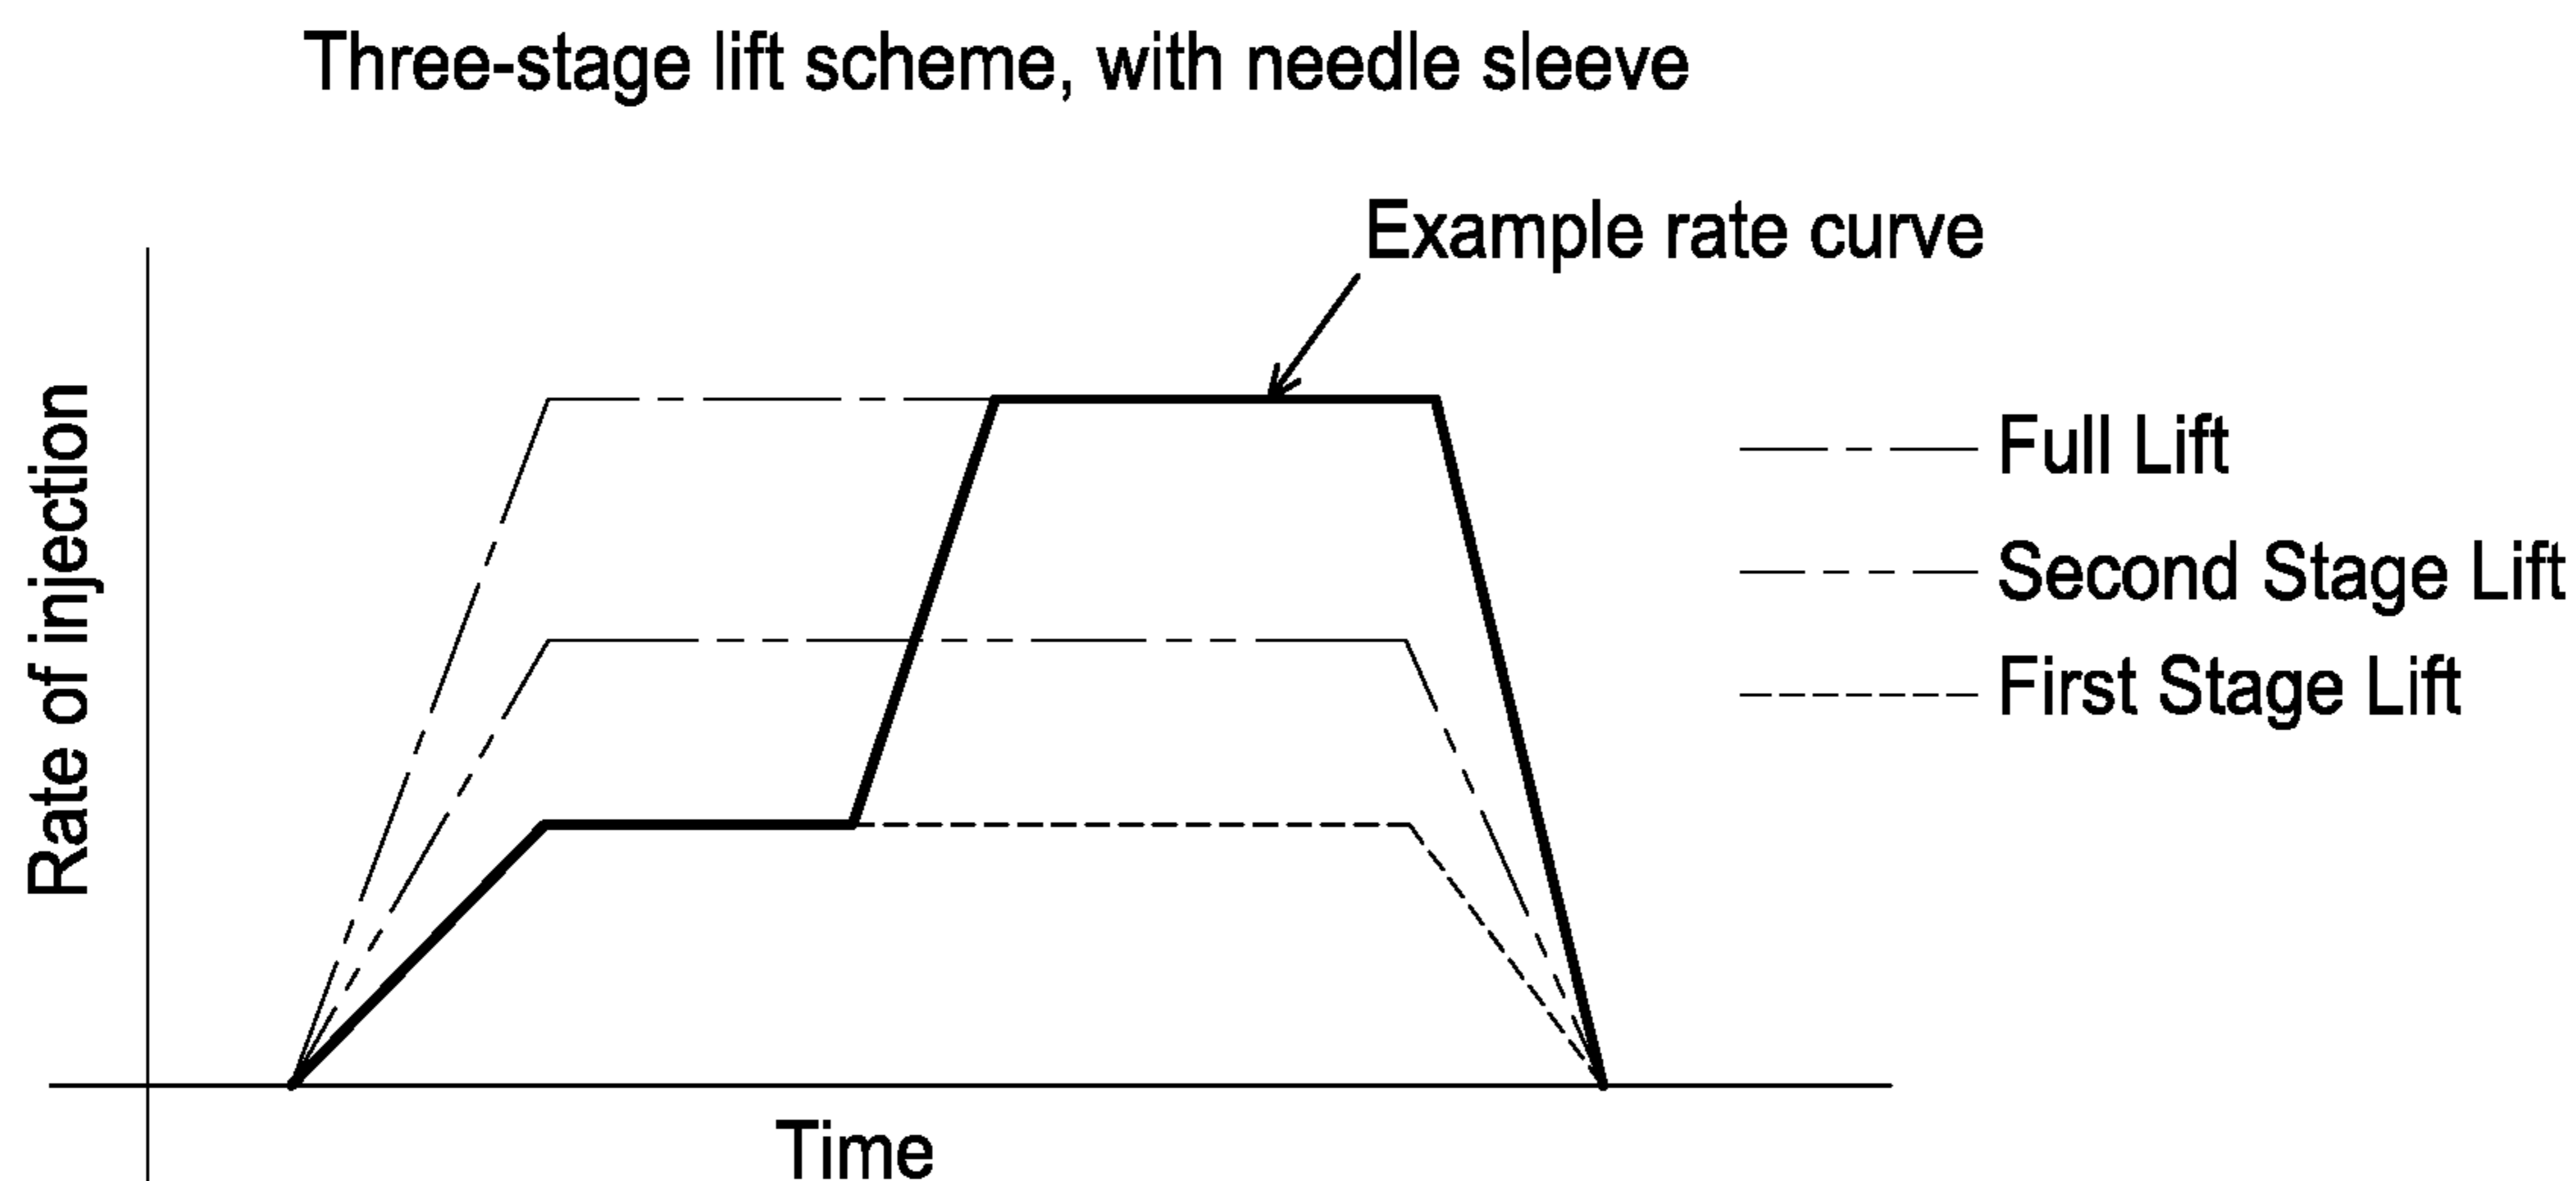 Three-stage lift scheme, with needle sleeve
Example rate curve
Rate of injection
Full Lift
Second Stage Lift
First Stage Lift
Time